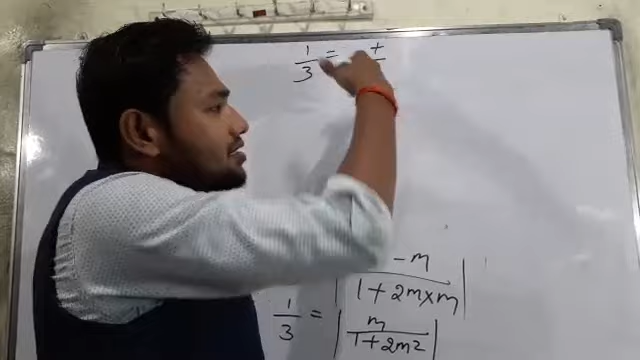 1/3 = +
-m / 1+2m×m |
1/3 = | m / 1+2m² |